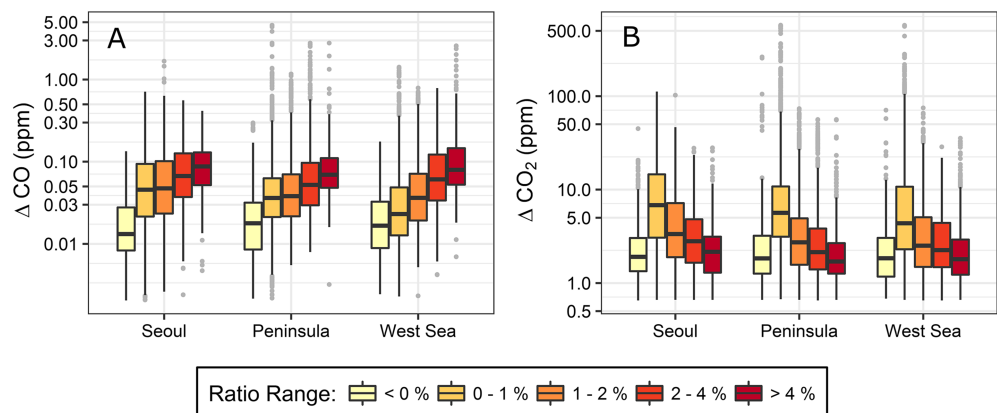 A
Δ CO (ppm)
5.00
3.00
1.00
0.50
0.30
0.10
0.05
0.03
0.01
Seoul
Peninsula
West Sea
B
Δ CO₂ (ppm)
500.0
100.0
50.0
10.0
5.0
1.0
0.5
Seoul
Peninsula
West Sea
Ratio Range: < 0 % 0 - 1 % 1 - 2 % 2 - 4 % > 4 %